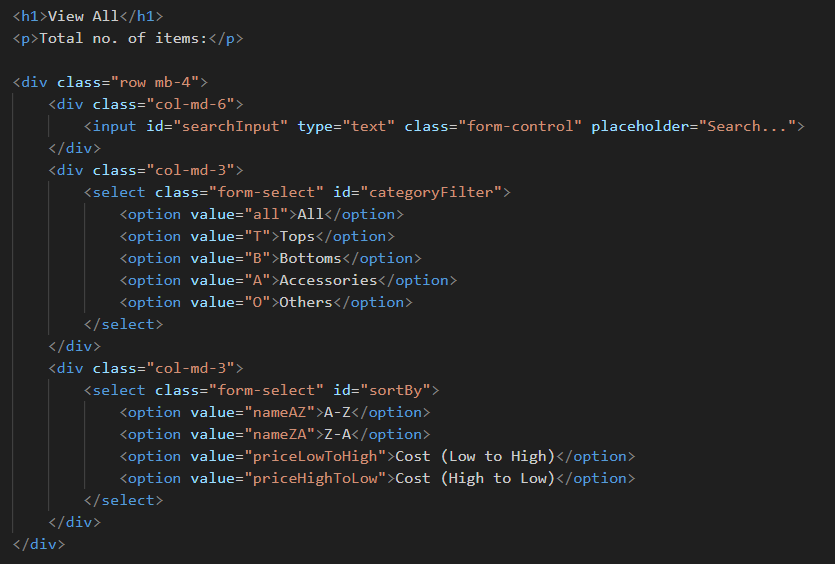 <h1>View All</h1>
<p>Total no. of items:</p>
<div class="row mb-4">
<div class="col-md-6">
<input id="searchInput" type="text" class="form-control" placeholder="Search...">
</div>
<div class="col-md-3">
<select class="form-select" id="categoryFilter">
<option value="all">All</option>
<option value="T">Tops</option>
<option value="B">Bottoms</option>
<option value="A">Accessories</option>
<option value="O">Others</option>
</select>
</div>
<div class="col-md-3">
<select class="form-select" id="sortBy">
<option value="nameAZ">A-Z</option>
<option value="nameZA">Z-A</option>
<option value="priceLowToHigh">Cost (Low to High)</option>
<option value="priceHighToLow">Cost (High to Low)</option>
</select>
</div>
</div>